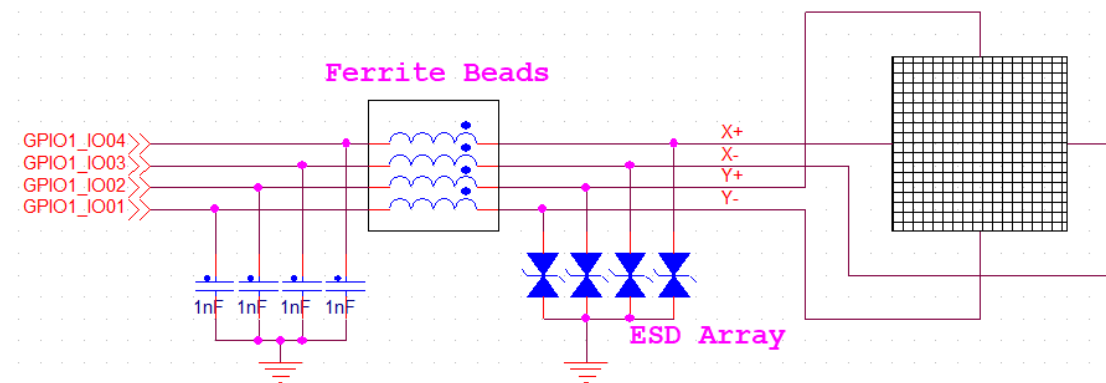 Ferrite Beads
GPIO1_IO04
X+
GPIO1_IO03
X-
GPIO1_IO02
Y+
GPIO1_IO01
Y-
1nF 1nF 1nF 1nF
ESD Array